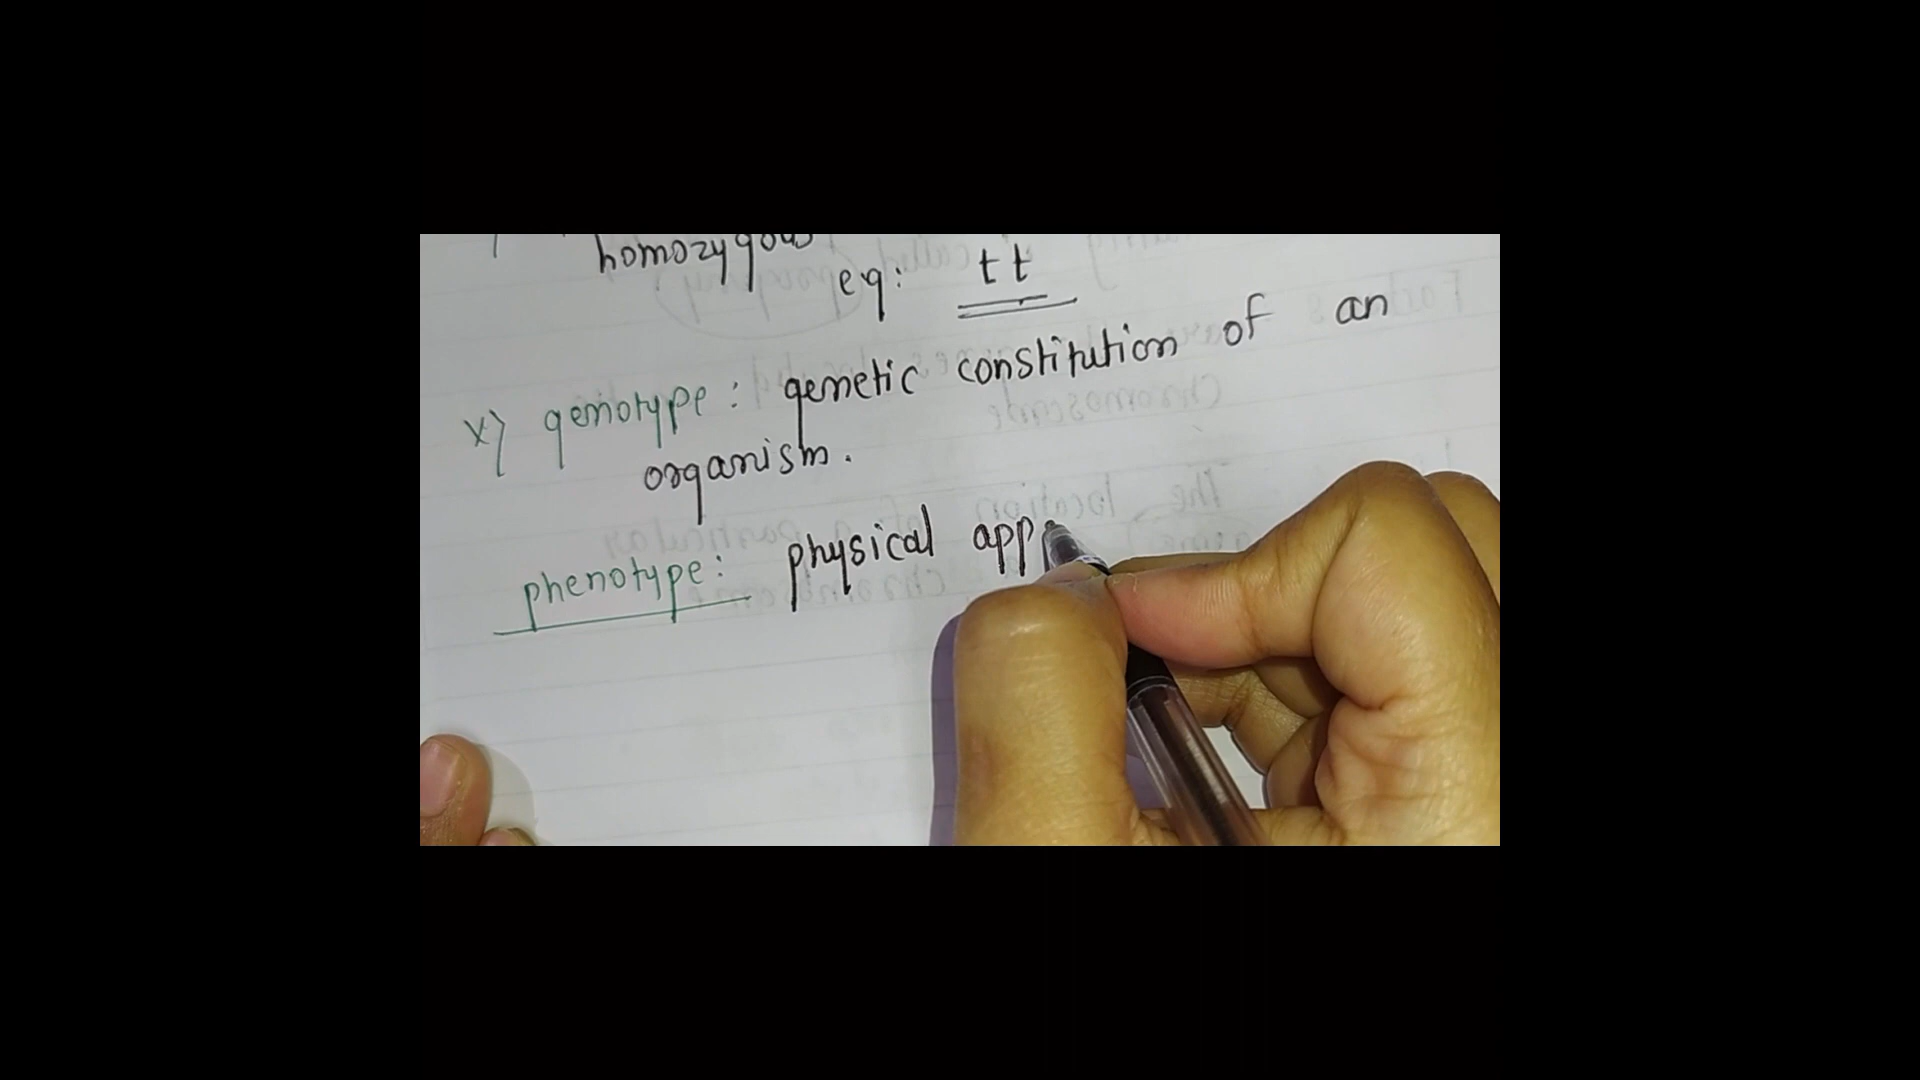 homozygous
eg: tt
x) genotype: genetic constitution of an
organism.
phenotype: physical app